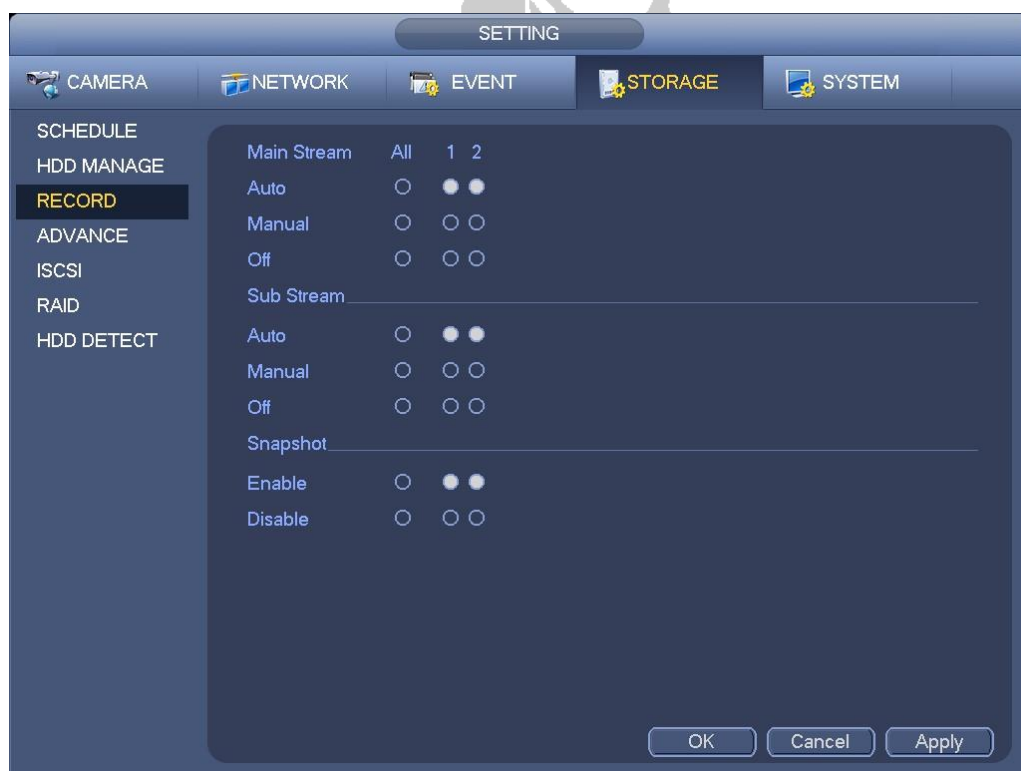 SETTING
CAMERA NETWORK EVENT STORAGE SYSTEM
SCHEDULE
HDD MANAGE
RECORD
ADVANCE
ISCSI
RAID
HDD DETECT
Main Stream All 1 2
Auto
Manual
Off
Sub Stream
Auto
Manual
Off
Snapshot
Enable
Disable
OK Cancel Apply